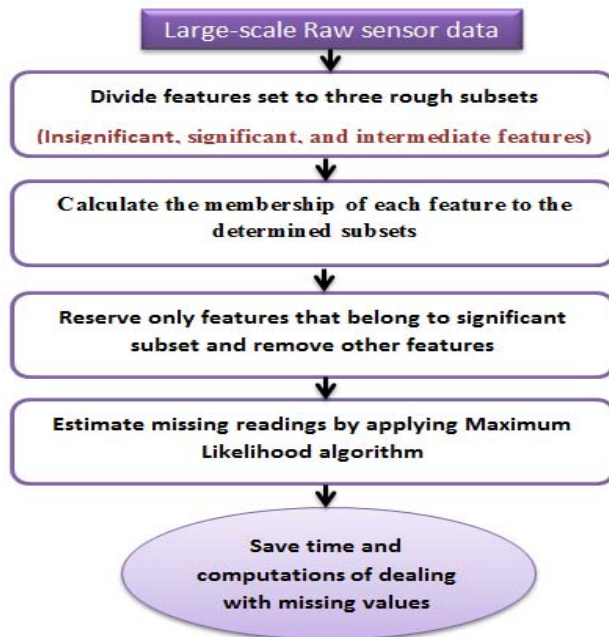 Large-scale Raw sensor data
Divide features set to three rough subsets
(Insignificant, significant, and intermediate features)
Calculate the membership of each feature to the
determined subsets
Reserve only features that belong to significant
subset and remove other features
Estimate missing readings by applying Maximum
Likelihood algorithm
Save time and
computations of dealing
with missing values